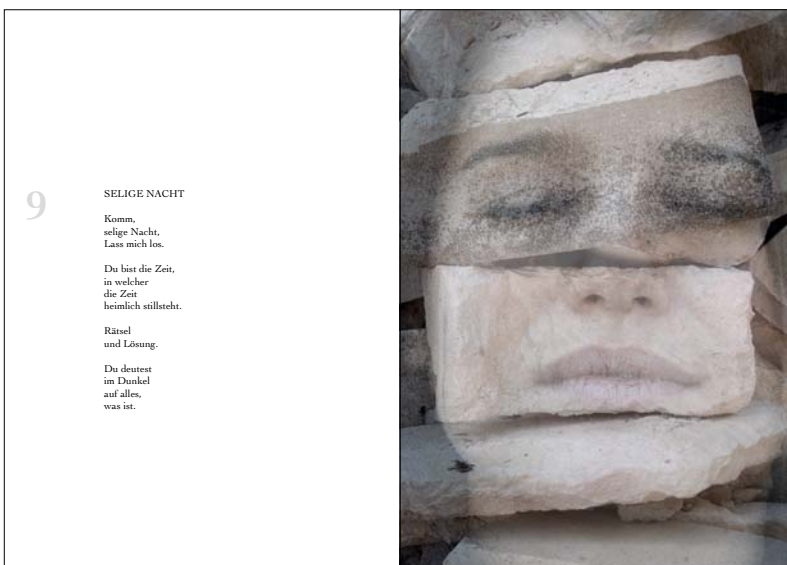 9
SELIGE NACHT
Komm,
selige Nacht,
Lass mich los.
Du bist die Zeit,
in welcher
die Zeit
heimlich stillsteht.
Rätsel
und Lösung.
Du deutest
im Dunkel
auf alles,
was ist.